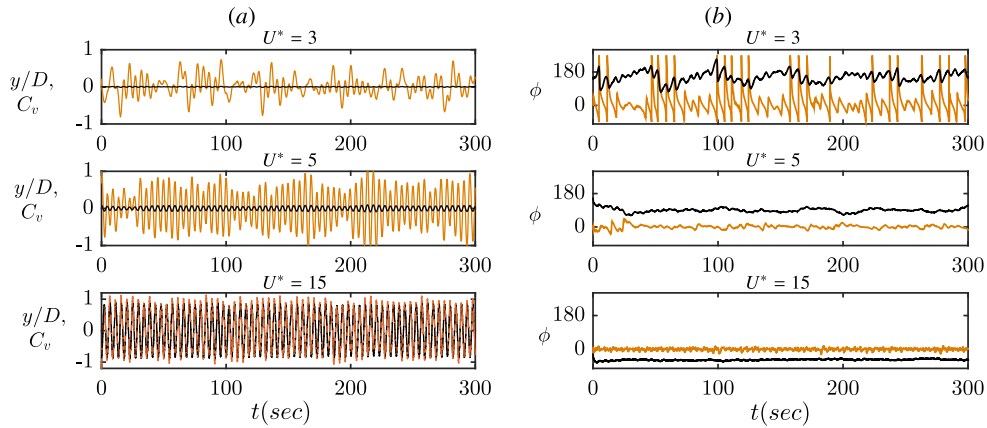 (a)
U* = 3
y/D,
C_v
1
0
-1
0 100 200 300
U* = 5
y/D,
C_v
1
0
-1
0 100 200 300
U* = 15
y/D,
C_v
1
0
-1
0 100 200 300
t(sec)
(b)
U* = 3
ϕ
180
0
0 100 200 300
U* = 5
ϕ
180
0
0 100 200 300
U* = 15
ϕ
180
0
0 100 200 300
t(sec)